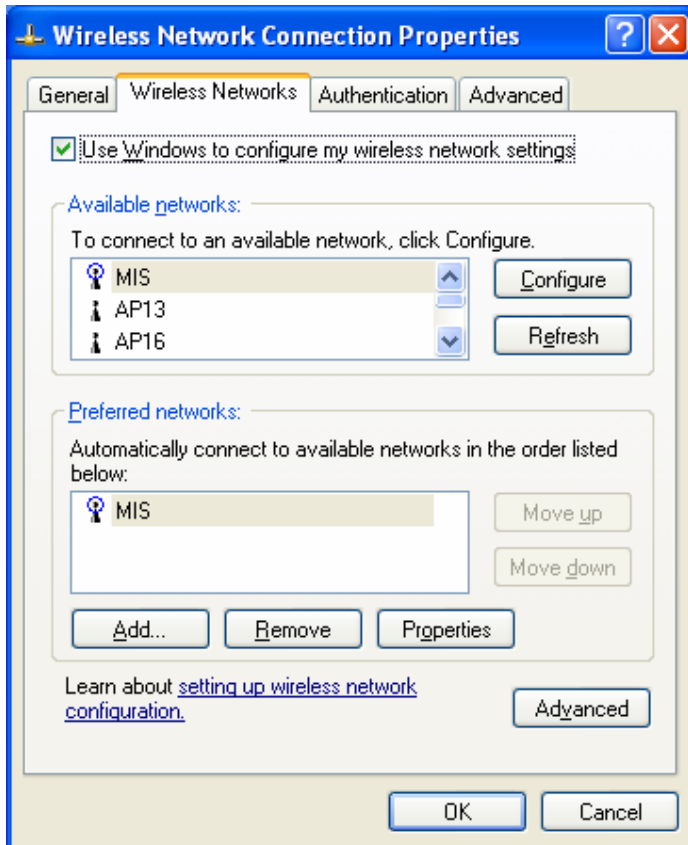 Wireless Network Connection Properties
General Wireless Networks Authentication Advanced
Use Windows to configure my wireless network settings
Available networks:
To connect to an available network, click Configure.
MIS
AP13
AP16
Configure
Refresh
Preferred networks:
Automatically connect to available networks in the order listed
below:
MIS
Move up
Move down
Add... Remove Properties
Learn about setting up wireless network
configuration.
Advanced
OK Cancel